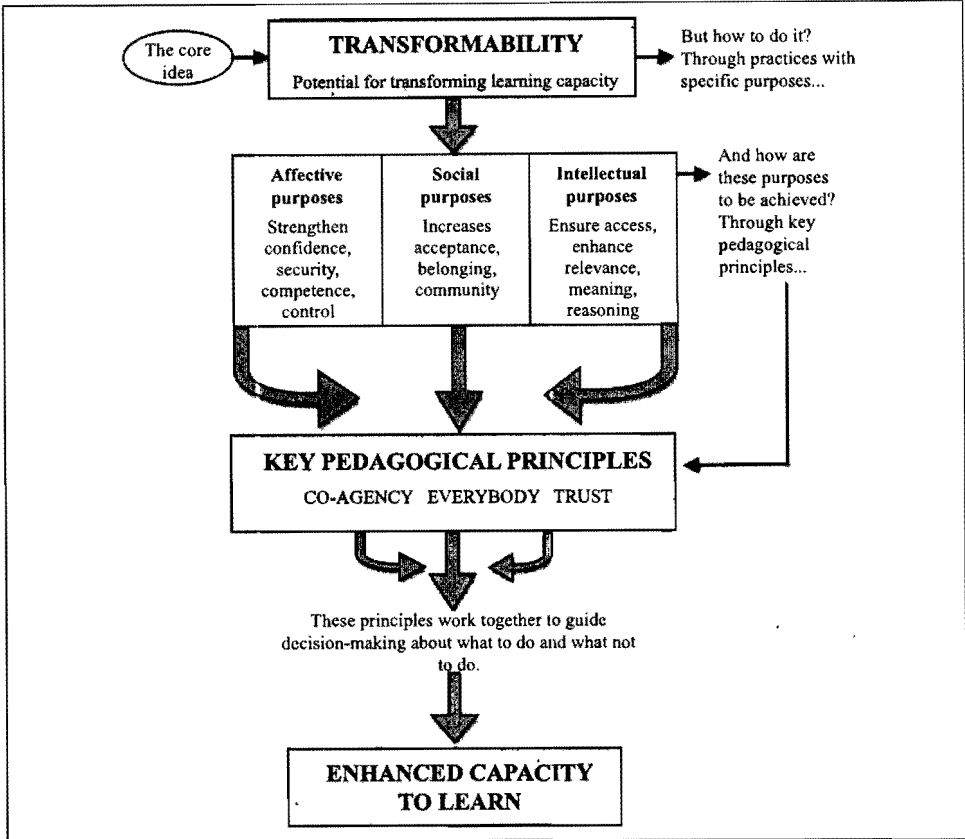 The core
idea
TRANSFORMABILITY
Potential for transforming learning capacity
But how to do it?
Through practices with
specific purposes...
Affective
purposes
Strengthen
confidence,
security,
competence,
control
Social
purposes
Increases
acceptance,
belonging,
community
Intellectual
purposes
Ensure access,
enhance
relevance,
meaning,
reasoning
And how are
these purposes
to be achieved?
Through key
pedagogical
principles...
KEY PEDAGOGICAL PRINCIPLES
CO-AGENCY EVERYBODY TRUST
These principles work together to guide
decision-making about what to do and what not
to do.
ENHANCED CAPACITY
TO LEARN